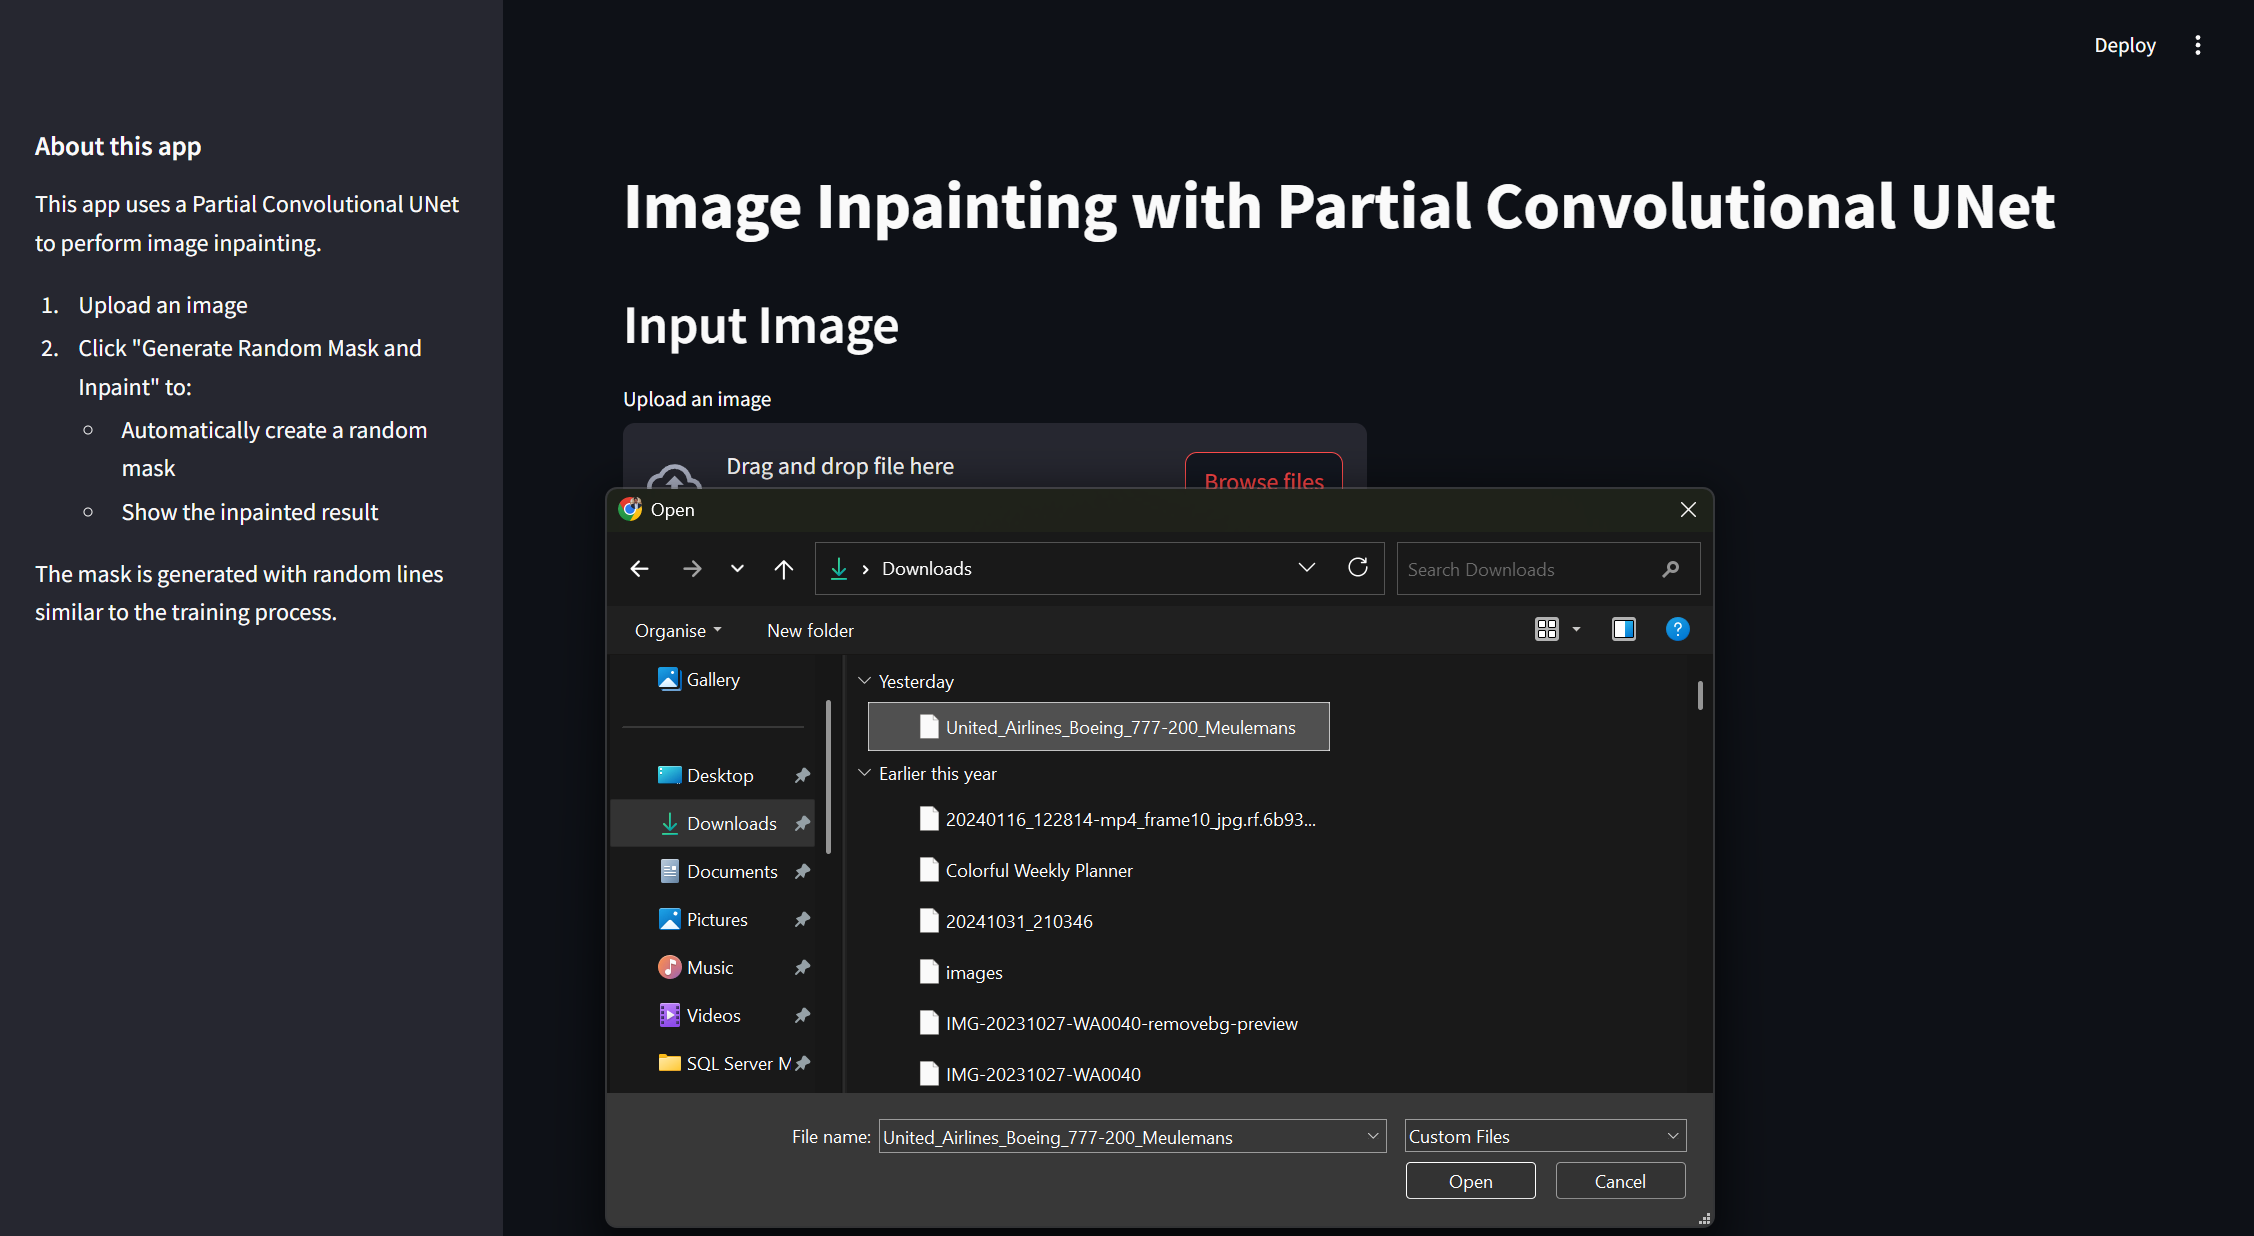 Deploy
About this app
This app uses a Partial Convolutional UNet
to perform image inpainting.
1. Upload an image
2. Click "Generate Random Mask and
Inpaint" to:
Automatically create a random
mask
Show the inpainted result
The mask is generated with random lines
similar to the training process.
Image Inpainting with Partial Convolutional UNet
Input Image
Upload an image
Drag and drop file here
Browse files
Open
Downloads
Search Downloads
Organise
New folder
Gallery
Desktop
Downloads
Documents
Pictures
Music
Videos
SQL Server M
Yesterday
United_Airlines_Boeing_777-200_Meulemans
Earlier this year
20240116_122814-mp4_frame10_jpg.rf.6b93...
Colorful Weekly Planner
20241031_210346
images
IMG-20231027-WA0040-removebg-preview
IMG-20231027-WA0040
File name: United_Airlines_Boeing_777-200_Meulemans
Custom Files
Open
Cancel